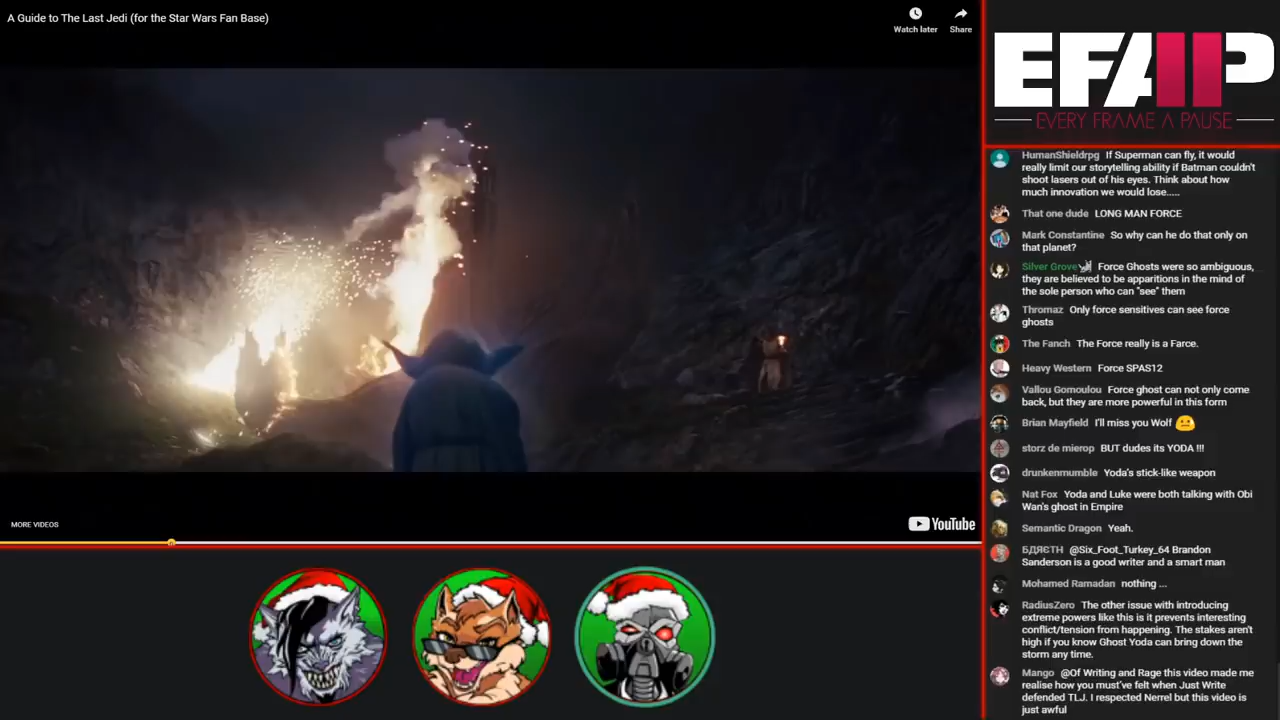 A Guide to The Last Jedi (for the Star Wars Fan Base)
Watch later
Share
MORE VIDEOS
YouTube
EFAP
EVERY FRAME A PAUSE
HumanShieldrpg If Superman can fly, it would
really limit our storytelling ability if Batman couldn't
shoot lasers out of his eyes. Think about how
much innovation we would lose.....
That one dude LONG MAN FORCE
Mark Constantine So why can he do that only on
that planet?
Silver Grove Force Ghosts were so ambiguous,
they are believed to be apparitions in the mind of
the sole person who can "see" them
Thromaz Only force sensitives can see force
ghosts
The Fanch The Force really is a Farce.
Heavy Western Force SPAS12
Vallou Gomoulou Force ghost can not only come
back, but they are more powerful in this form
Brian Mayfield I'll miss you Wolf
storz de mierop BUT dudes its YODA !!!
drunkenmumble Yoda's stick-like weapon
Nat Fox Yoda and Luke were both talking with Obi
Wan's ghost in Empire
Semantic Dragon Yeah.
БДЯЄTH @Six_Foot_Turkey_64 Brandon
Sanderson is a good writer and a smart man
Mohamed Ramadan nothing ...
RadiusZero The other issue with introducing
extreme powers like this is it prevents interesting
conflict/tension from happening. The stakes aren't
high if you know Ghost Yoda can bring down the
storm any time.
Mango @Of Writing and Rage this video made me
realise how you must've felt when Just Write
defended TLJ. I respected Nerrel but this video is
just awful